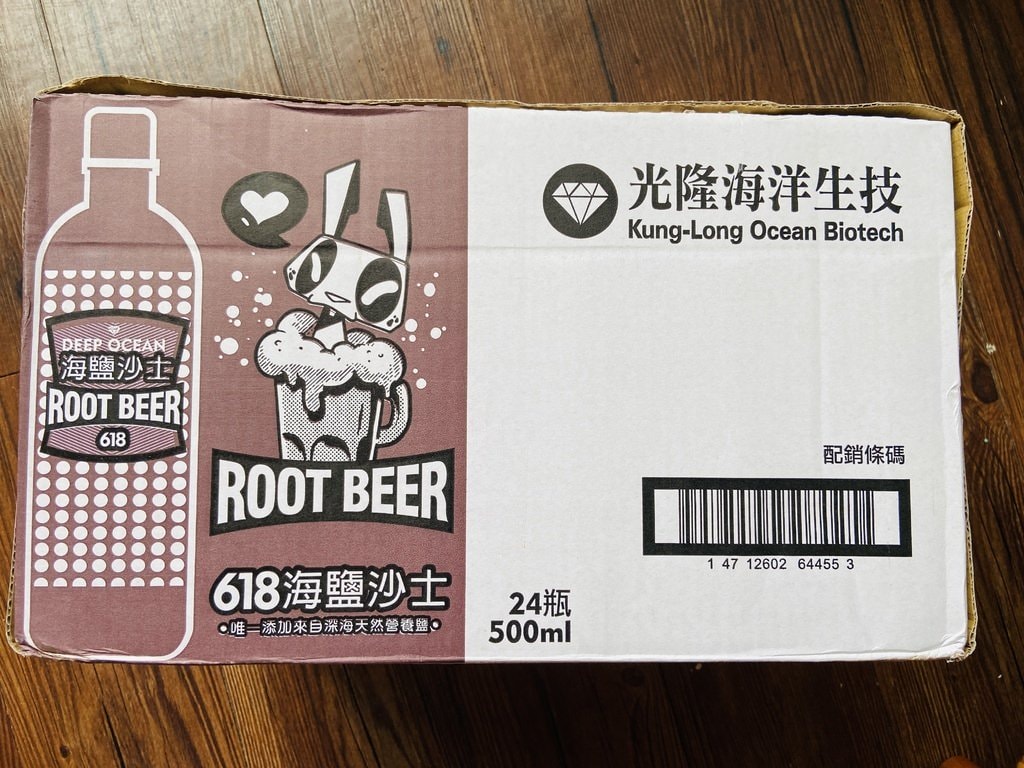 DEEP OCEAN
海鹽沙士
ROOT BEER
618
ROOT BEER
618海鹽沙士
•唯一添加來自深海天然營養鹽•
光隆海洋生技
Kung-Long Ocean Biotech
配銷條碼
1 47 12602 64455 3
24瓶
500ml